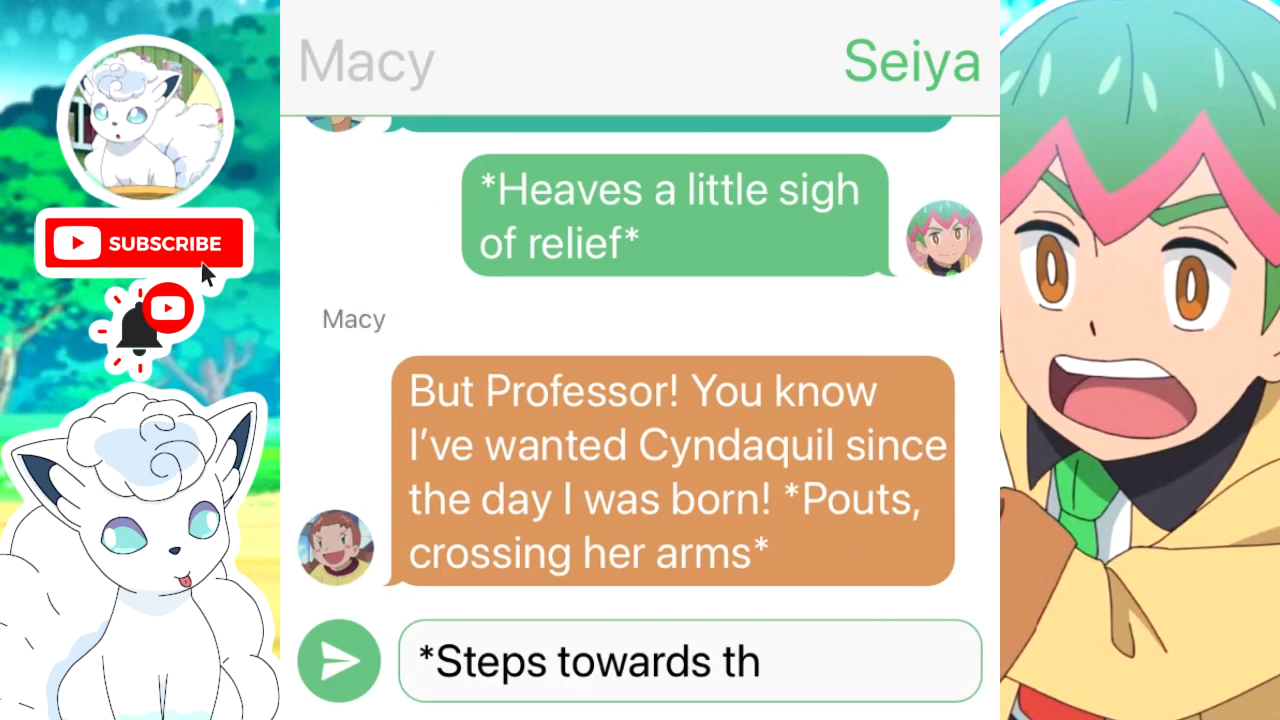 Macy
Seiya
*Heaves a little sigh
of relief*
Macy
But Professor! You know
I’ve wanted Cyndaquil since
the day I was born! *Pouts,
crossing her arms*
*Steps towards th
SUBSCRIBE